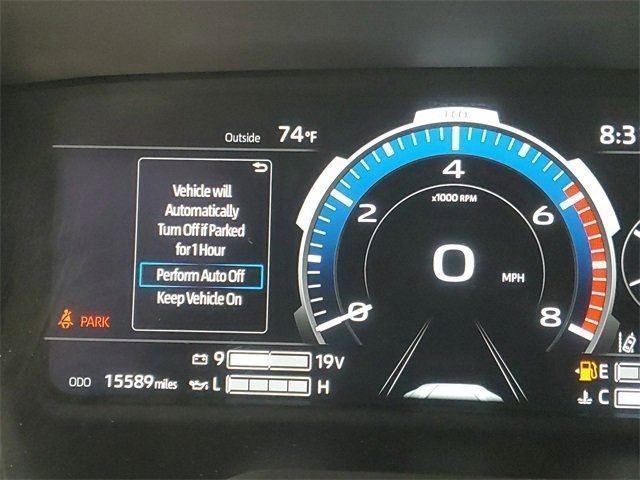 Outside 74°F
8:3
Vehicle will
Automatically
Turn Off if Parked
for 1 Hour
Perform Auto Off
Keep Vehicle On
PARK
ODO 15589 miles
9 19V
L H
4
x1000 RPM
2 6
0 MPH
0 8
E
C